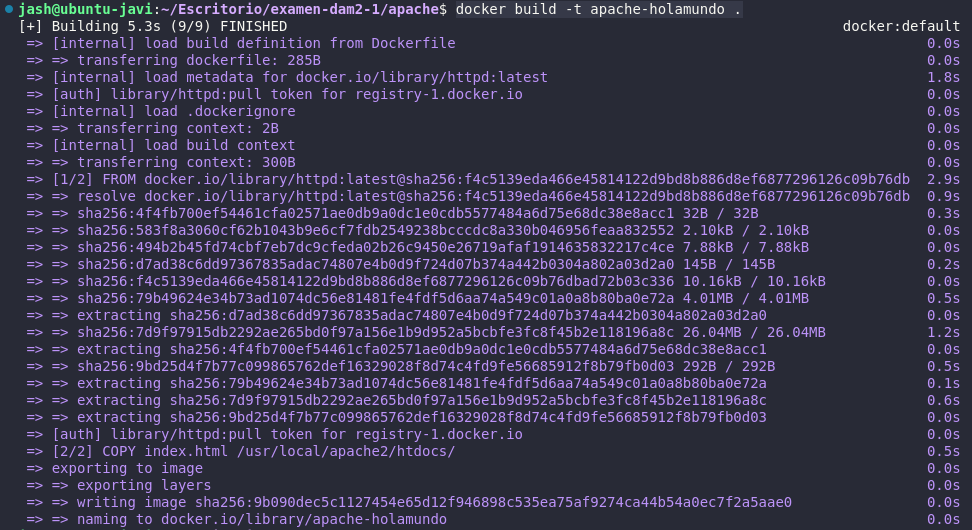 jash@ubuntu-javi:~/Escritorio/examen-dam2-1/apache$ docker build -t apache-holamundo .
[+] Building 5.3s (9/9) FINISHED docker:default
=> [internal] load build definition from Dockerfile 0.0s
=> => transferring dockerfile: 285B 0.0s
=> [internal] load metadata for docker.io/library/httpd:latest 1.8s
=> [auth] library/httpd:pull token for registry-1.docker.io 0.0s
=> [internal] load .dockerignore 0.0s
=> => transferring context: 2B 0.0s
=> [internal] load build context 0.0s
=> => transferring context: 300B 0.0s
=> [1/2] FROM docker.io/library/httpd:latest@sha256:f4c5139eda466e45814122d9bd8b886d8ef6877296126c09b76db 2.9s
=> => resolve docker.io/library/httpd:latest@sha256:f4c5139eda466e45814122d9bd8b886d8ef6877296126c09b76db 0.9s
=> => sha256:4f4fb700ef54461cfa02571ae0db9a0dc1e0cdb5577484a6d75e68dc38e8acc1 32B / 32B 0.3s
=> => sha256:583f8a3060cf62b1043b9e6cf7fdb2549238bcccdc8a330b046956feaa832552 2.10kB / 2.10kB 0.0s
=> => sha256:494b2b45fd74cbf7eb7dc9cfeda02b26c9450e26719afaf1914635832217c4ce 7.88kB / 7.88kB 0.0s
=> => sha256:d7ad38c6dd97367835adac74807e4b0d9f724d07b374a442b0304a802a03d2a0 145B / 145B 0.2s
=> => sha256:f4c5139eda466e45814122d9bd8b886d8ef6877296126c09b76dbad72b03c336 10.16kB / 10.16kB 0.0s
=> => sha256:79b49624e34b73ad1074dc56e81481fe4fdf5d6aa74a549c01a0a8b80ba0e72a 4.01MB / 4.01MB 0.5s
=> => extracting sha256:d7ad38c6dd97367835adac74807e4b0d9f724d07b374a442b0304a802a03d2a0 0.0s
=> => sha256:7d9f97915db2292ae265bd0f97a156e1b9d952a5bcbfe3fc8f45b2e118196a8c 26.04MB / 26.04MB 1.2s
=> => extracting sha256:4f4fb700ef54461cfa02571ae0db9a0dc1e0cdb5577484a6d75e68dc38e8acc1 0.0s
=> => sha256:9bd25d4f7b77c099865762def16329028f8d74c4fd9fe56685912f8b79fb0d03 292B / 292B 0.5s
=> => extracting sha256:79b49624e34b73ad1074dc56e81481fe4fdf5d6aa74a549c01a0a8b80ba0e72a 0.1s
=> => extracting sha256:7d9f97915db2292ae265bd0f97a156e1b9d952a5bcbfe3fc8f45b2e118196a8c 0.6s
=> => extracting sha256:9bd25d4f7b77c099865762def16329028f8d74c4fd9fe56685912f8b79fb0d03 0.0s
=> [auth] library/httpd:pull token for registry-1.docker.io 0.0s
=> [2/2] COPY index.html /usr/local/apache2/htdocs/ 0.5s
=> exporting to image 0.0s
=> => exporting layers 0.0s
=> => writing image sha256:9b090dec5c1127454e65d12f946898c535ea75af9274ca44b54a0ec7f2a5aae0 0.0s
=> => naming to docker.io/library/apache-holamundo 0.0s